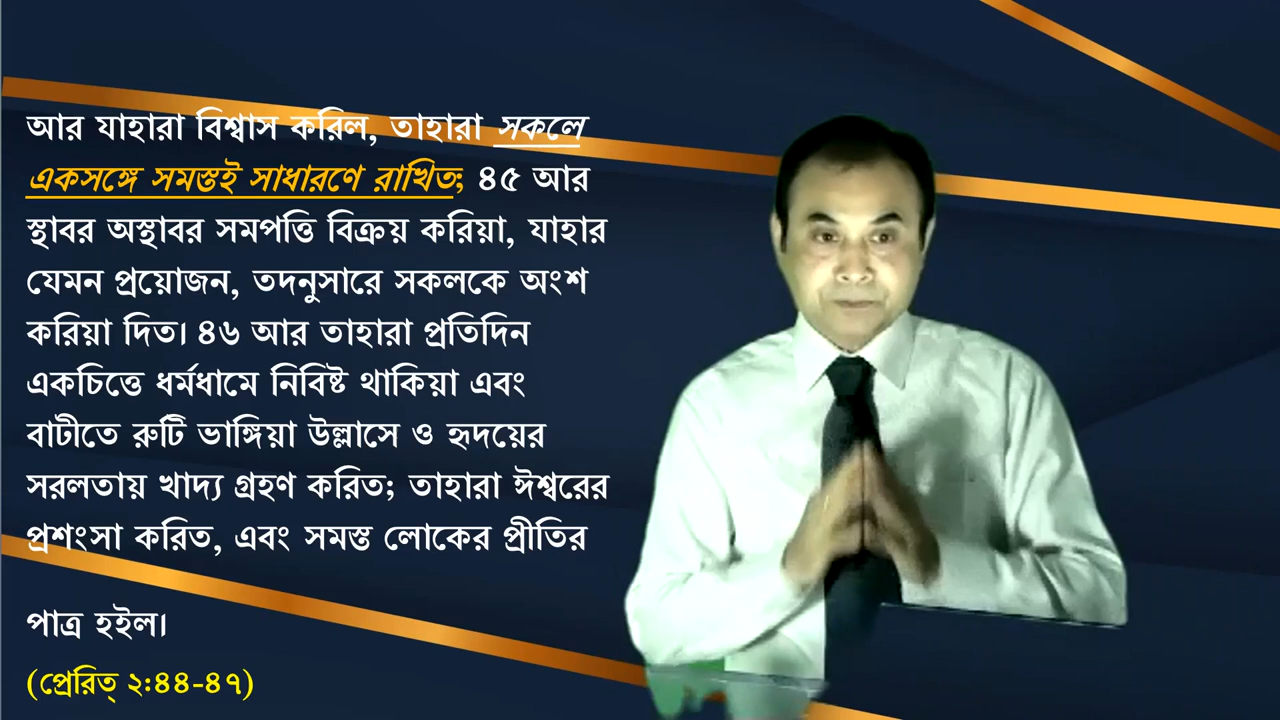 আর যাহারা বিশ্বাস করিল, তাহারা সকলে
একসঙ্গে সমস্তই সাধারণে রাখিত; ৪৫ আর
স্থাবর অস্থাবর সমপত্তি বিক্রয় করিয়া, যাহার
যেমন প্রয়োজন, তদনুসারে সকলকে অংশ
করিয়া দিত। ৪৬ আর তাহারা প্রতিদিন
একচিত্তে ধর্মধামে নিবিষ্ট থাকিয়া এবং
বাটীতে রুটি ভাঙ্গিয়া উল্লাসে ও হৃদয়ের
সরলতায় খাদ্য গ্রহণ করিত; তাহারা ঈশ্বরের
প্রশংসা করিত, এবং সমস্ত লোকের প্রীতির
পাত্র হইল।
(প্রেরিত্ ২:৪৪-৪৭)